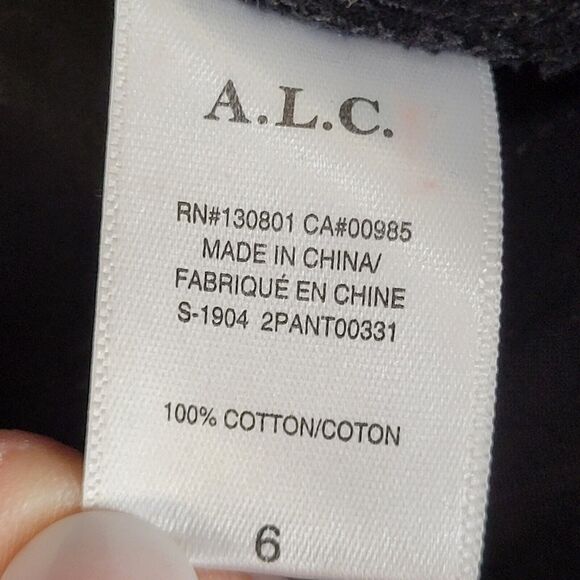 A.L.C.
RN#130801 CA#00985
MADE IN CHINA/
FABRIQUÉ EN CHINE
S-1904 2PANT00331
100% COTTON/COTON
6